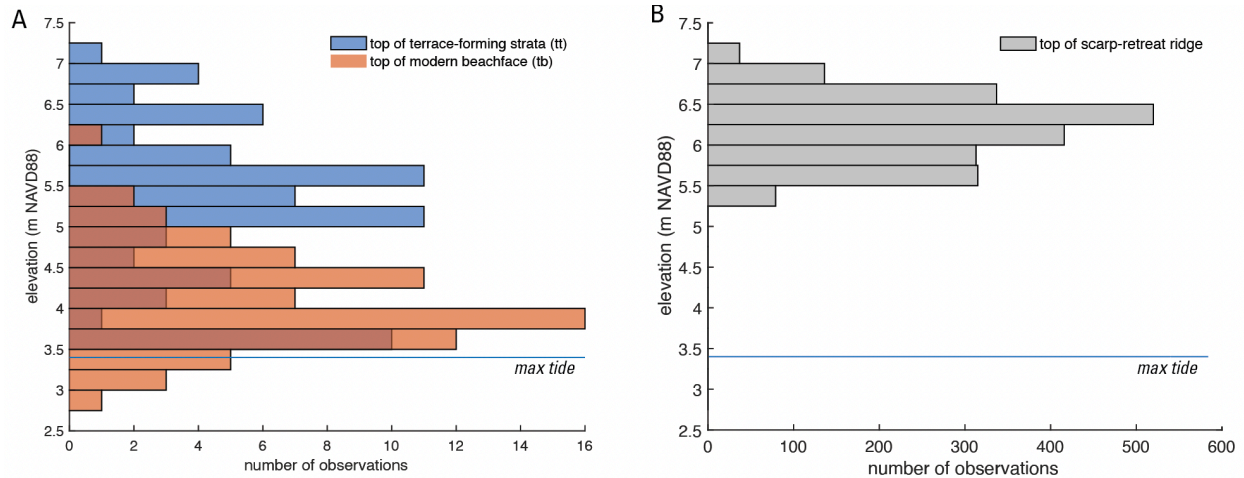 A
7.5
7
6.5
6
5.5
5
4.5
4
3.5
3
2.5
elevation (m NAVD88)
top of terrace-forming strata (tt)
top of modern beachface (tb)
max tide
0 2 4 6 8 10 12 14 16
number of observations
B
7.5
7
6.5
6
5.5
5
4.5
4
3.5
3
2.5
elevation (m NAVD88)
top of scarp-retreat ridge
max tide
0 100 200 300 400 500 600
number of observations